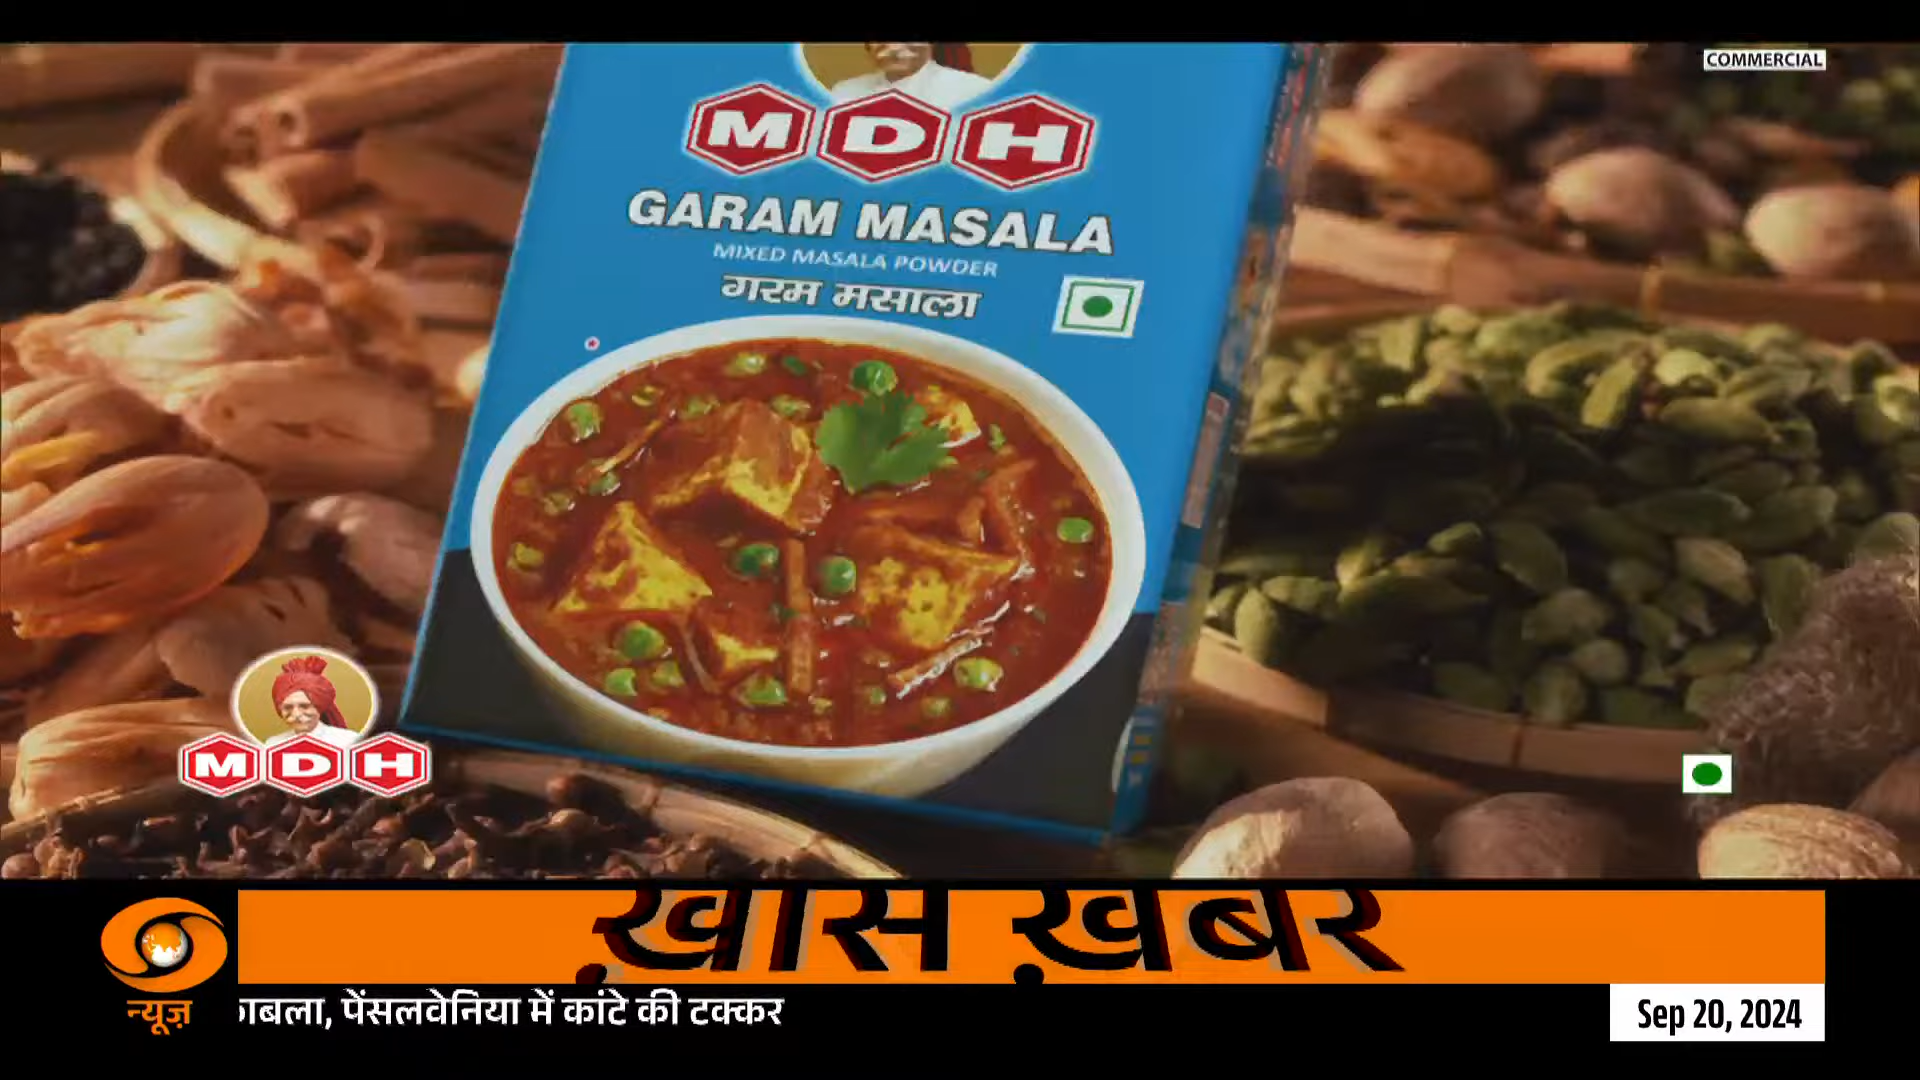 COMMERCIAL
MDH
GARAM MASALA
MIXED MASALA POWDER
गरम मसाला
MDH
ख़ास ख़बर
न्यूज़
पेंसलवेनिया में कांटे की टक्कर
Sep 20, 2024